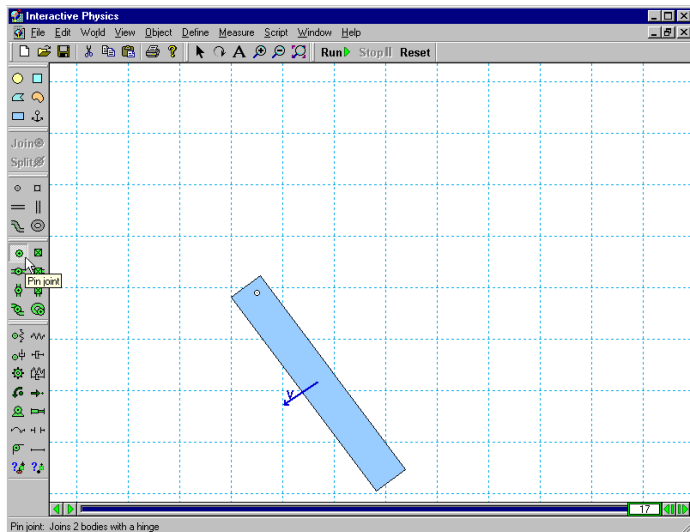 Interactive Physics
File Edit World View Object Define Measure Script Window Help
A Run Stop Reset
Join
Split
Pin joint
V
17
Pin joint: Joins 2 bodies with a hinge